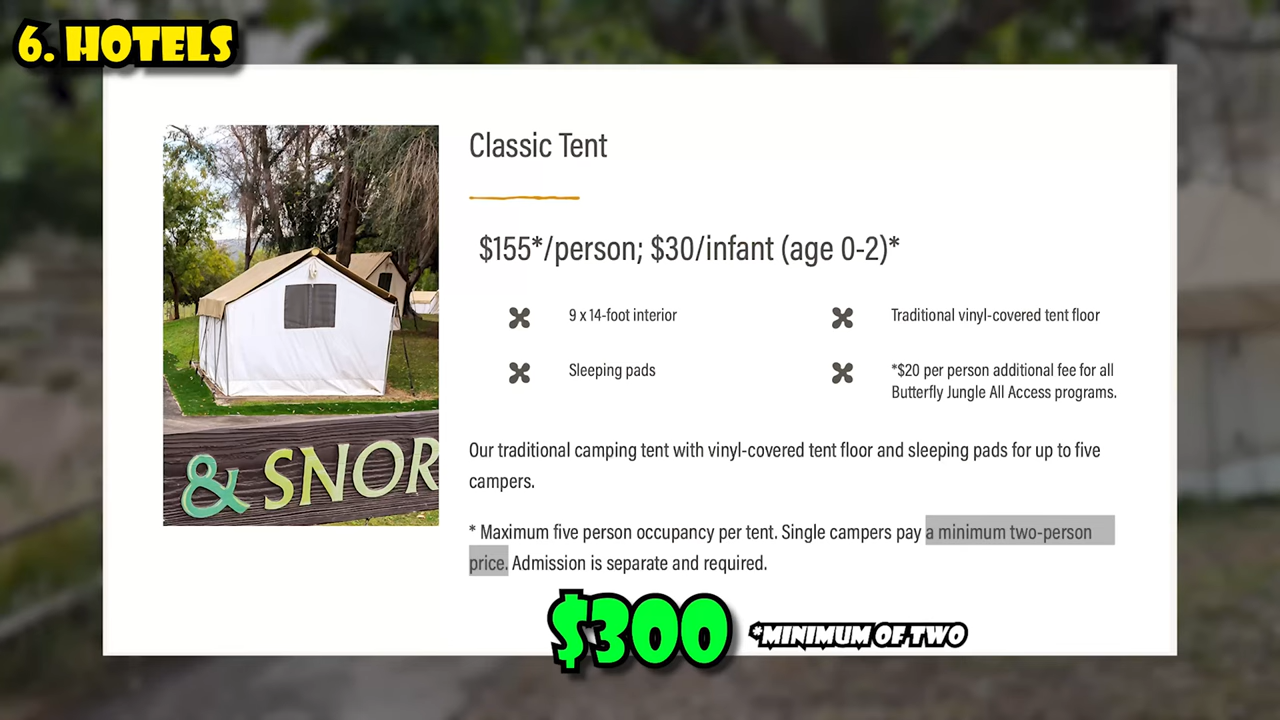 6. HOTELS
Classic Tent
$155*/person; $30/infant (age 0-2)*
9 x 14-foot interior
Traditional vinyl-covered tent floor
Sleeping pads
*$20 per person additional fee for all
Butterfly Jungle All Access programs.
& SNOR
Our traditional camping tent with vinyl-covered tent floor and sleeping pads for up to five
campers.
* Maximum five person occupancy per tent. Single campers pay a minimum two-person
price. Admission is separate and required.
$300 *MINIMUM OF TWO